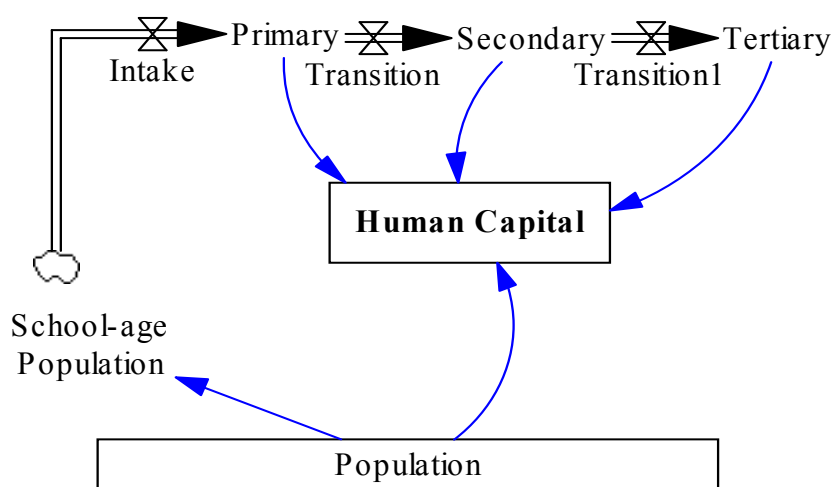 Primary
Secondary
Tertiary
Intake
Transition
Transition1
Human Capital
School-age
Population
Population